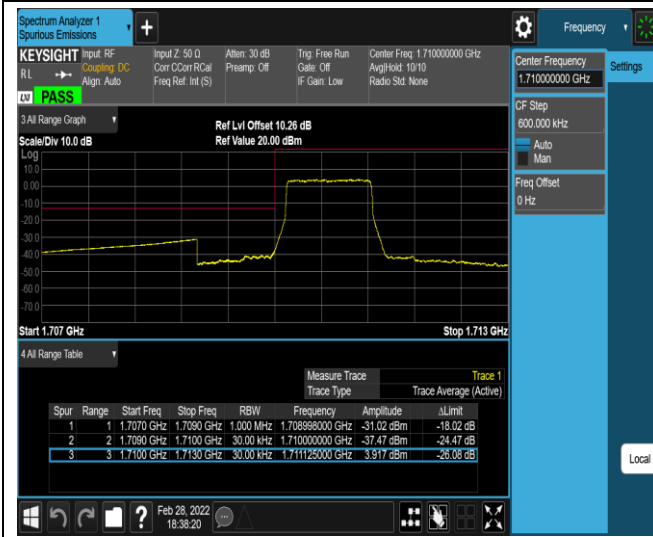 Spectrum Analyzer 1
Spurious Emissions
+
Frequency
KEYSIGHT
RL
Input: RF
Coupling: DC
Align: Auto
Input Z: 50 Ω
Corr CCorr RCal
Freq Ref: Int (S)
Atten: 30 dB
Preamp: Off
Trig: Free Run
Gate: Off
IF Gain: Low
Center Freq: 1.710000000 GHz
Avg|Hold: 10/10
Radio Std: None
LXI PASS
3 All Range Graph
Scale/Div 10.0 dB
Ref Lvl Offset 10.26 dB
Ref Value 20.00 dBm
Log
10.0
0.00
-10.0
-20.0
-30.0
-40.0
-50.0
-60.0
-70.0
Start 1.707 GHz
Stop 1.713 GHz
4 All Range Table
Measure Trace Trace 1
Trace Type Trace Average (Active)
Spur Range Start Freq Stop Freq RBW Frequency Amplitude ΔLimit
1 1 1.7070 GHz 1.7090 GHz 1.000 MHz 1.708998000 GHz -31.02 dBm -18.02 dB
2 2 1.7090 GHz 1.7100 GHz 30.00 kHz 1.710000000 GHz -37.47 dBm -24.47 dB
3 3 1.7100 GHz 1.7130 GHz 30.00 kHz 1.711125000 GHz 3.917 dBm -26.08 dB
?
Feb 28, 2022
18:38:20
Center Frequency
1.710000000 GHz
Settings
CF Step
600.000 kHz
Auto
Man
Freq Offset
0 Hz
Local